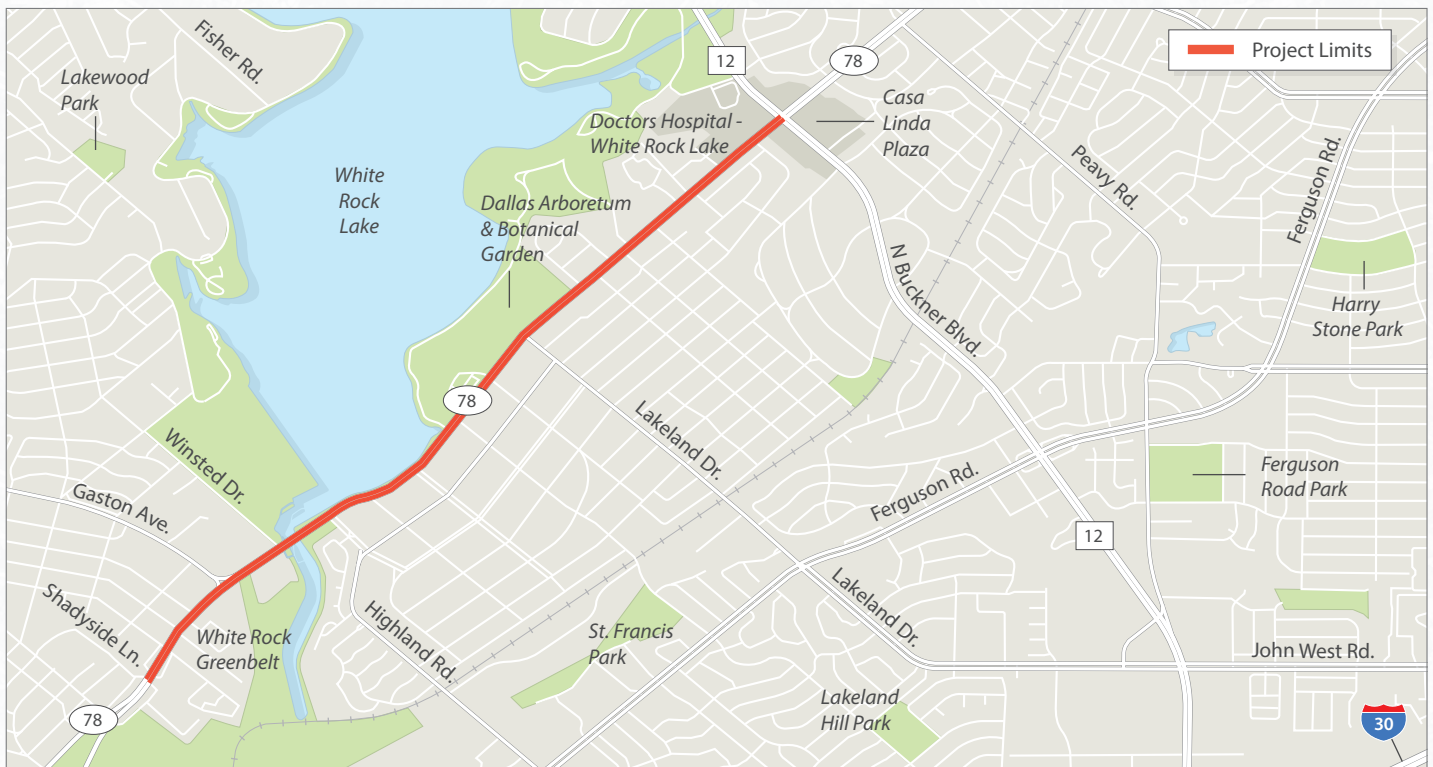 Fisher Rd.
Lakewood
Park
12
78
Project Limits
Casa
Linda
Plaza
Doctors Hospital -
White Rock Lake
Peavy Rd.
Ferguson Rd.
White
Rock
Lake
Dallas Arboretum
& Botanical
Garden
N Buckner Blvd.
Harry
Stone Park
78
Lakeland Dr.
Winsted Dr.
Gaston Ave.
Ferguson Rd.
Ferguson
Road Park
12
Shadyside Ln.
White Rock
Greenbelt
Highland Rd.
St. Francis
Park
Lakeland Dr.
John West Rd.
Lakeland
Hill Park
78
30